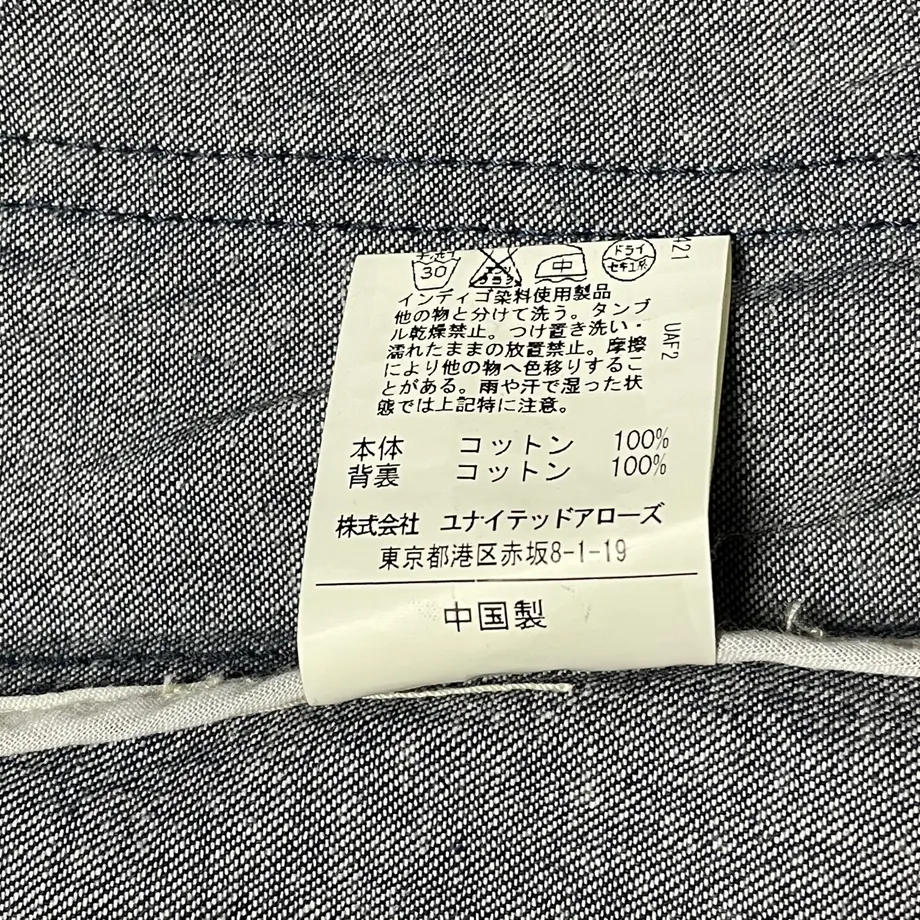 30
中
ドライ
セキユ系
インディゴ染料使用製品
他の物と分けて洗う。タンブ
ル乾燥禁止。つけ置き洗い・
濡れたままの放置禁止。摩擦
により他の物へ色移りするこ
とがある。雨や汗で湿った状
態では上記特に注意。
本体 コットン 100%
背裏 コットン 100%
株式会社 ユナイテッドアローズ
東京都港区赤坂8-1-19
中国製
UAF2